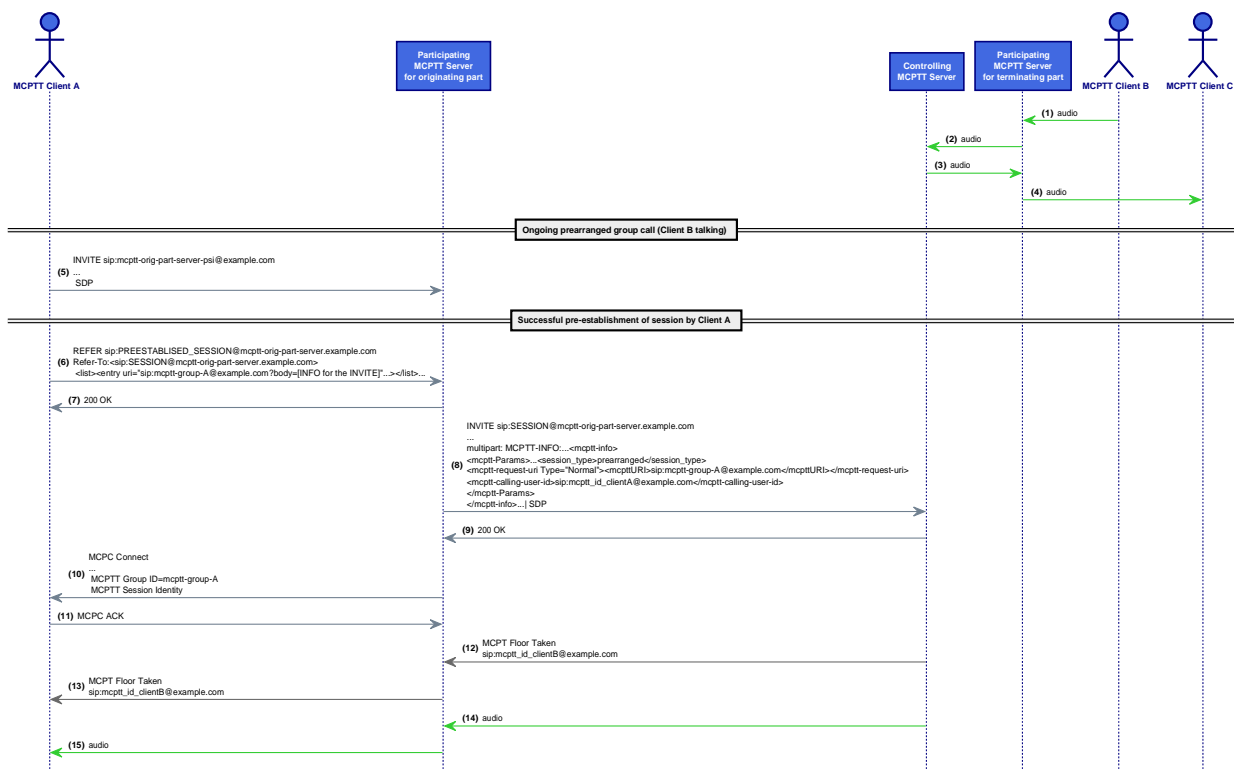 MCPTT Client A
Participating
MCPTT Server
for originating part
Controlling
MCPTT Server
Participating
MCPTT Server
for terminating part
MCPTT Client B
MCPTT Client C
(1) audio
(2) audio
(3) audio
(4) audio
Ongoing prearranged group call (Client B talking)
INVITE sip:mcptt-orig-part-server-psi@example.com
(5) ...
SDP
Successful pre-establishment of session by Client A
REFER sip:PREESTABLISED_SESSION@mcptt-orig-part-server.example.com
(6) Refer-To:<sip:SESSION@mcptt-orig-part-server.example.com>
<list><entry uri="sip:mcptt-group-A@example.com?body=[INFO for the INVITE]"...></list>...
(7) 200 OK
INVITE sip:SESSION@mcptt-orig-part-server.example.com
...
multipart: MCPTT-INFO:...<mcptt-info>
<mcptt-Params>...<session_type>prearranged</session_type>
(8) <mcptt-request-uri Type="Normal"><mcpttURI>sip:mcptt-group-A@example.com</mcpttURI></mcptt-request-uri>
<mcptt-calling-user-id>sip:mcptt_id_clientA@example.com</mcptt-calling-user-id>
</mcptt-Params>
</mcptt-info>...| SDP
(9) 200 OK
MCPC Connect
(10) ...
MCPTT Group ID=mcptt-group-A
MCPTT Session Identity
(11) MCPC ACK
(12) MCPT Floor Taken
sip:mcptt_id_clientB@example.com
(13) MCPT Floor Taken
sip:mcptt_id_clientB@example.com
(14) audio
(15) audio